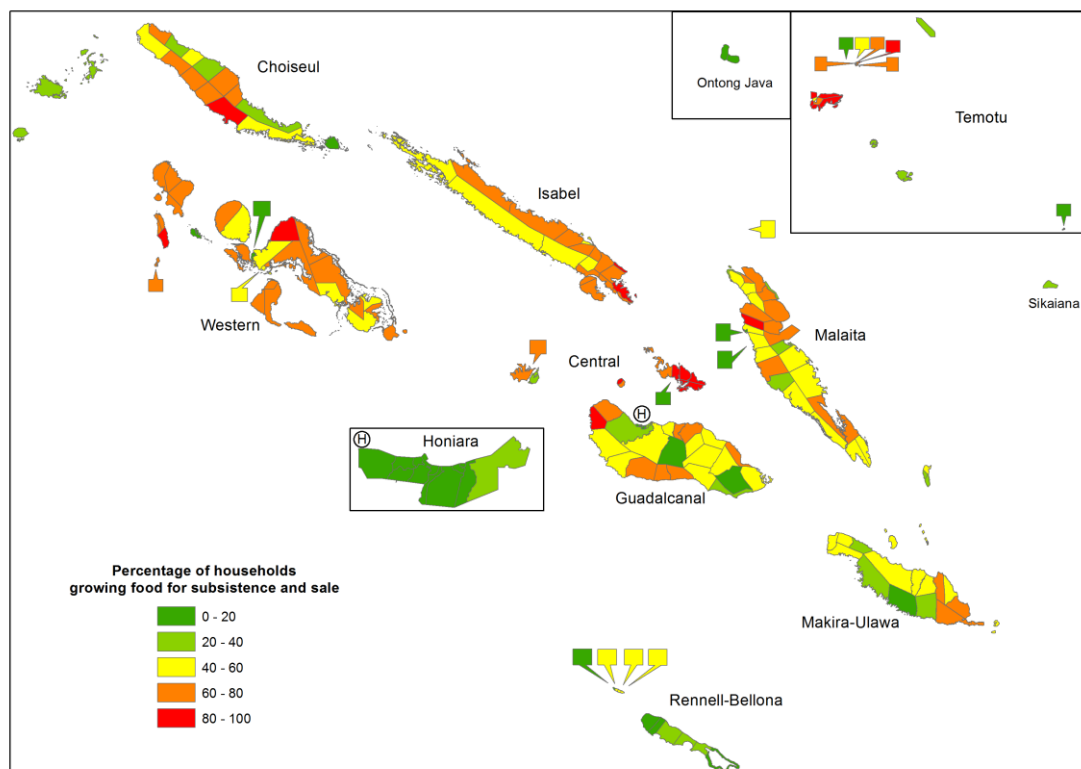 Choiseul
Ontong Java
Temotu
Isabel
Sikaiana
Western
Malaita
Central
H
H
Honiara
Guadalcanal
Percentage of households
growing food for subsistence and sale
0 - 20
20 - 40
40 - 60
60 - 80
80 - 100
Makira-Ulawa
Rennell-Bellona